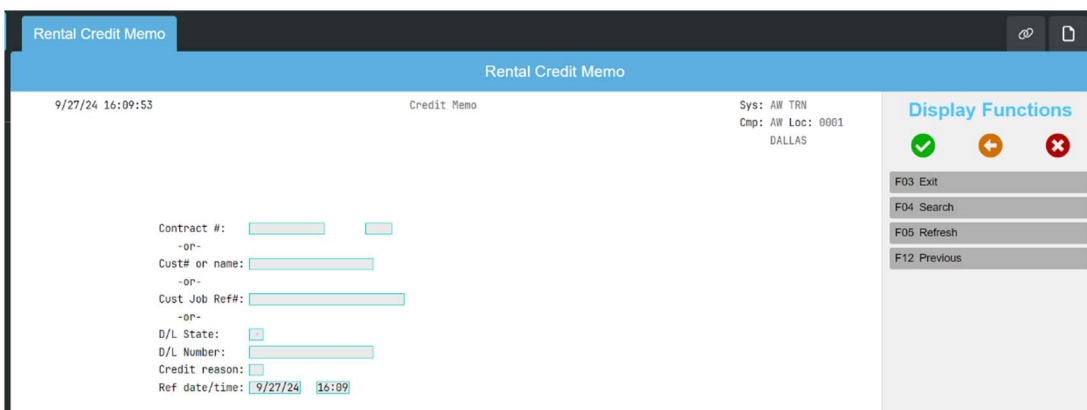 Rental Credit Memo
Rental Credit Memo
9/27/24 16:09:53 Credit Memo Sys: AW TRN
Cmp: AW Loc: 0001
DALLAS
Display Functions
F03 Exit
F04 Search
F05 Refresh
F12 Previous
Contract #:
-or-
Cust# or name:
-or-
Cust Job Ref#:
-or-
D/L State:
D/L Number:
Credit reason:
Ref date/time: 9/27/24 16:09